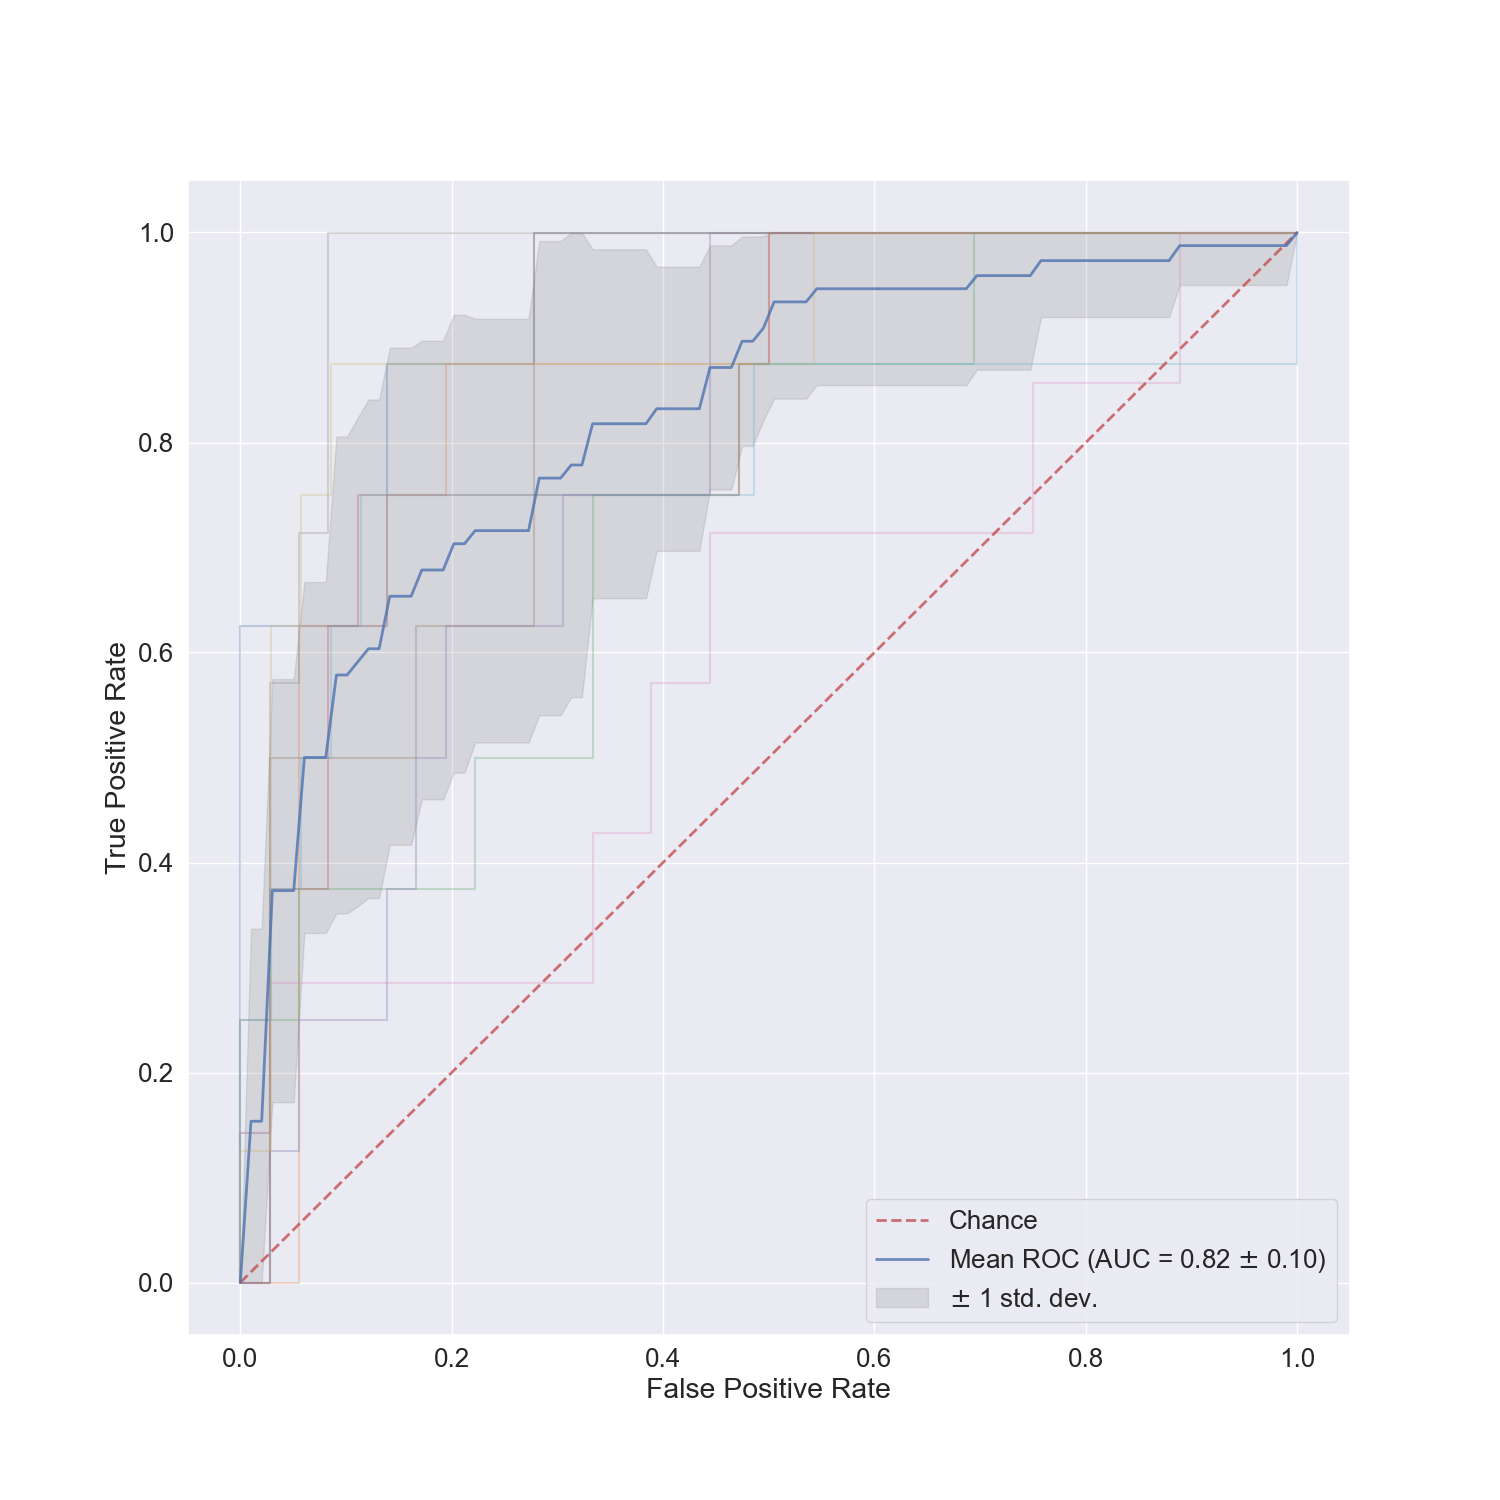 1.0
0.8
0.6
0.4
0.2
0.0
True Positive Rate
Chance
Mean ROC (AUC = 0.82 ± 0.10)
± 1 std. dev.
0.0 0.2 0.4 0.6 0.8 1.0
False Positive Rate